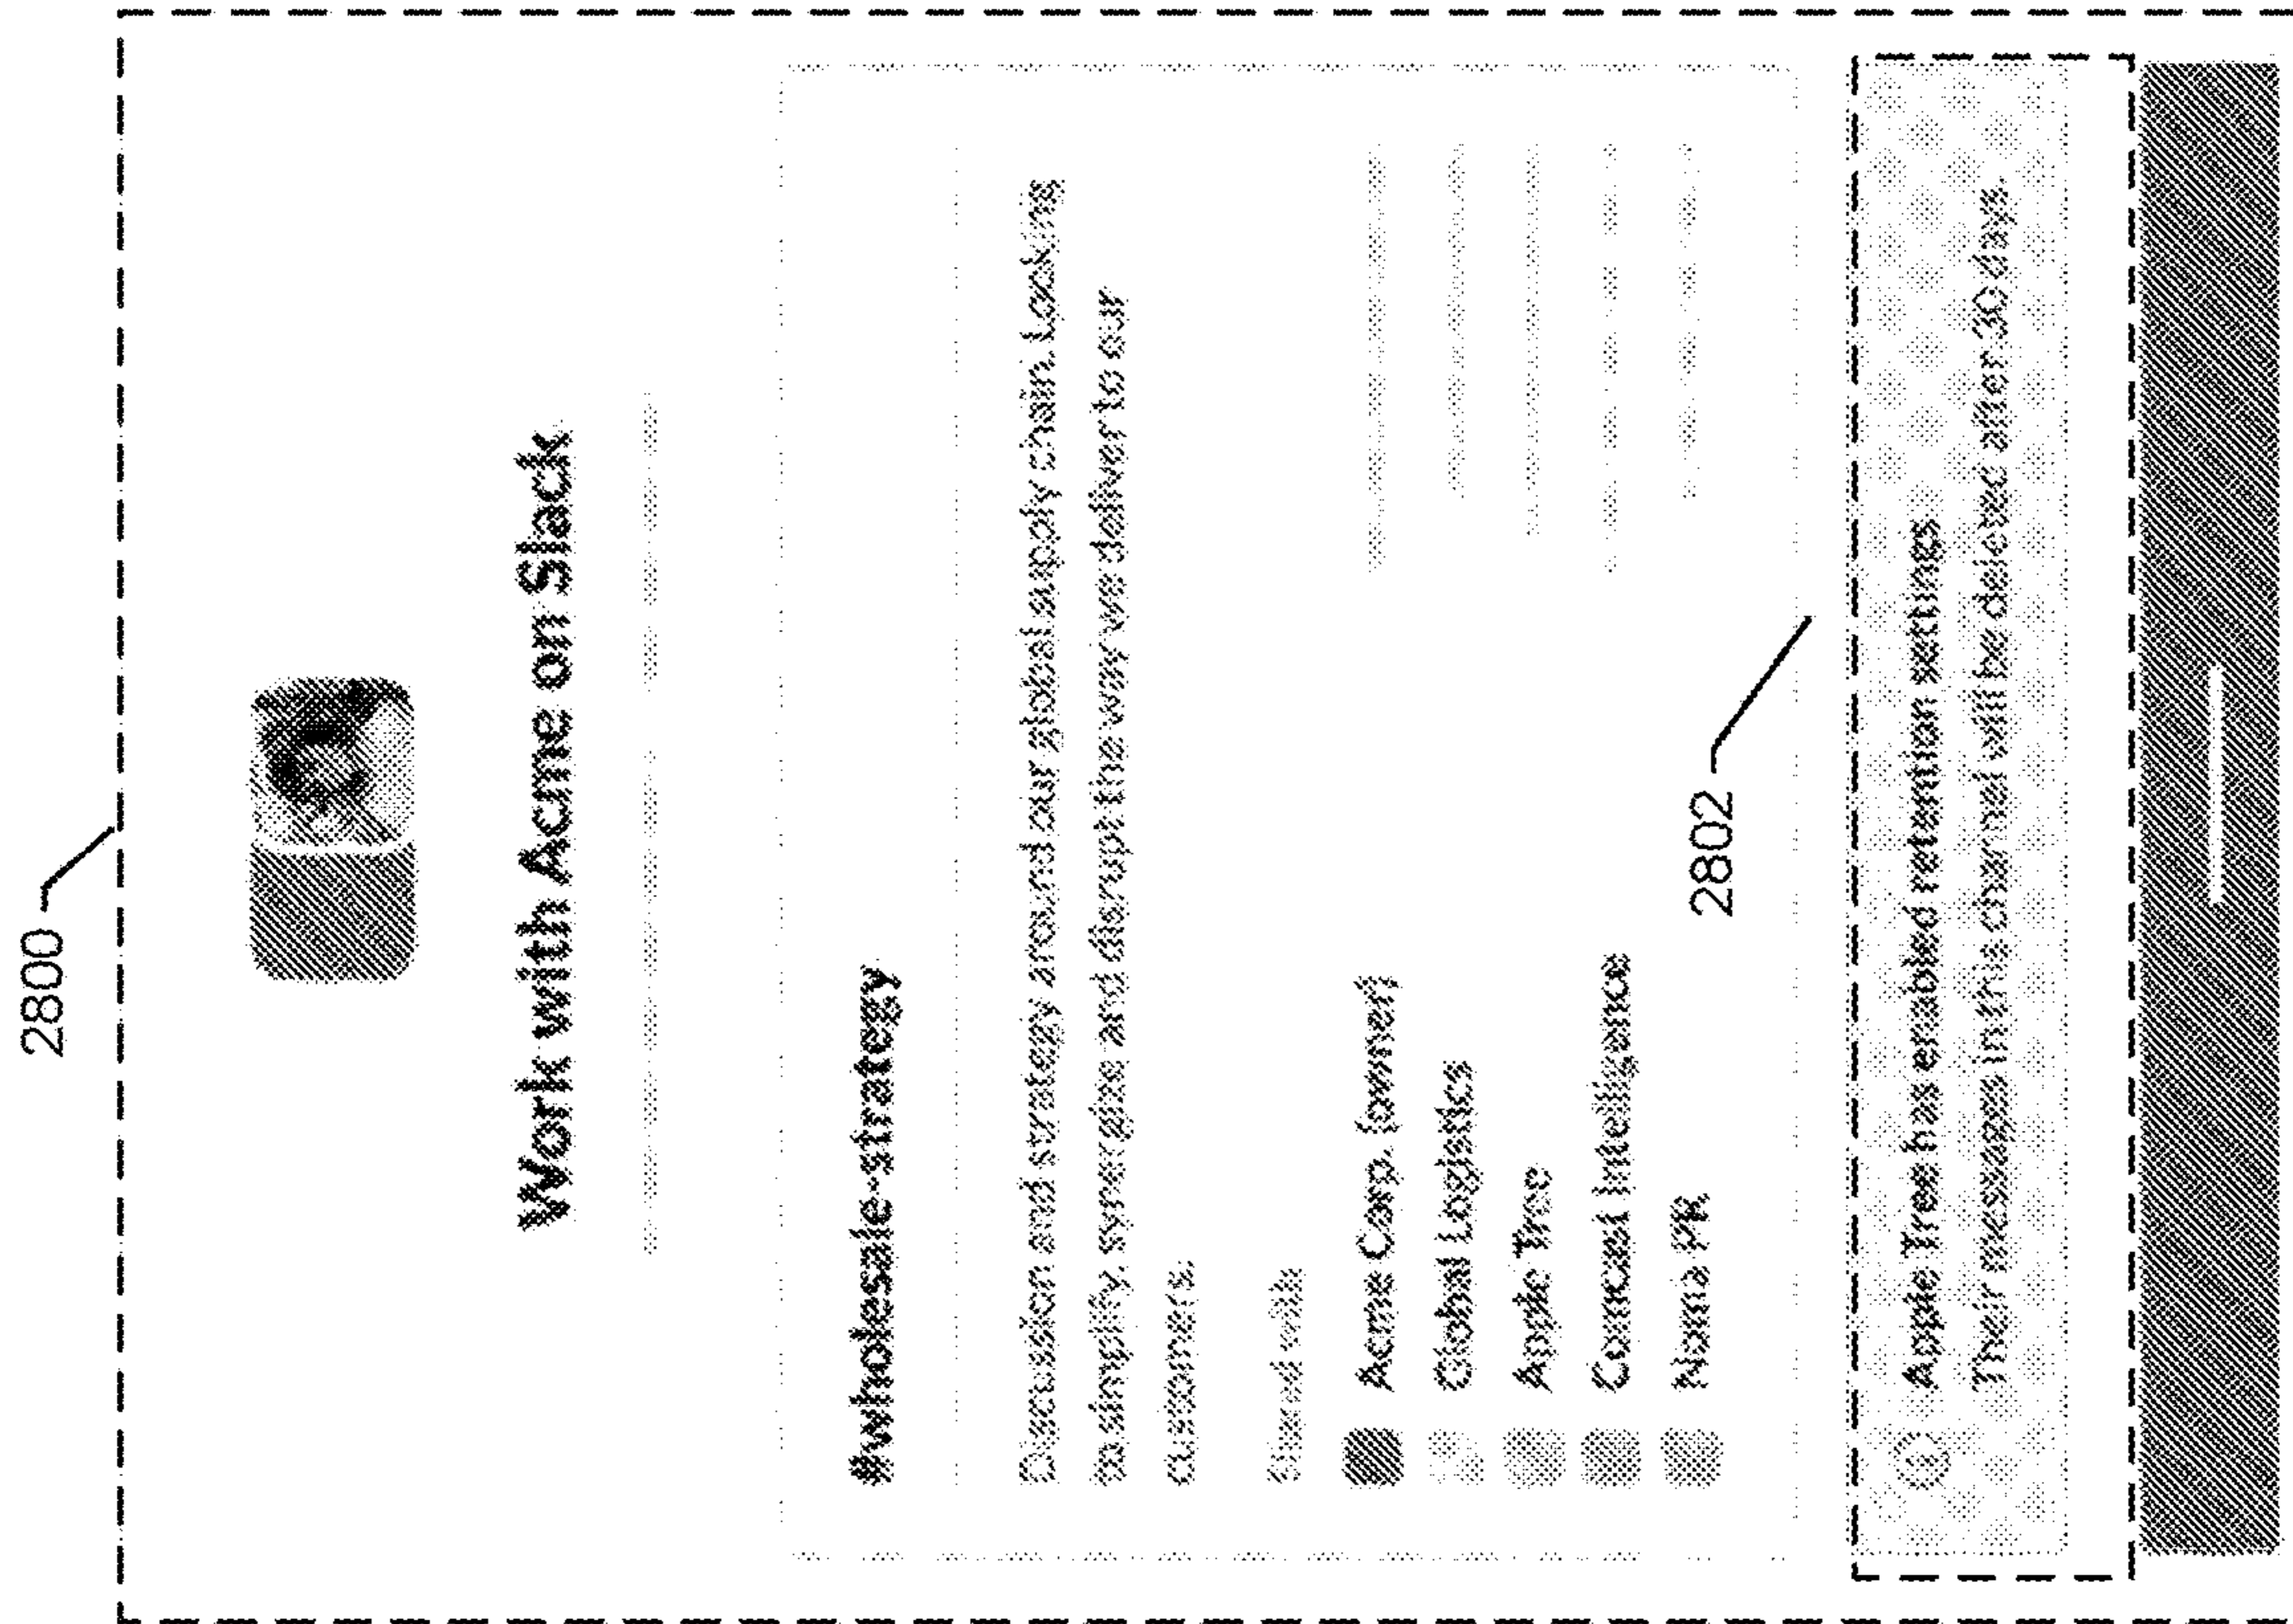 2800
Work with Acme on Slack
#wholesale-strategy
Discussion and strategy around our global supply chain. Looking
to simplify, synergize and disrupt the way we deliver to our
customers.
Shared with
Acme Corp. (owner)
Global Logistics
Apple Tree
Comcast Intelligence
Noma PR
2802
Apple Tree has enabled retention settings
Their messages in this channel will be deleted after 30 days.